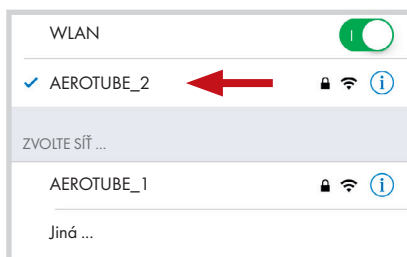 WLAN
AEROTUBE_2
ZVOLTE SÍŤ ...
AEROTUBE_1
Jiná ...